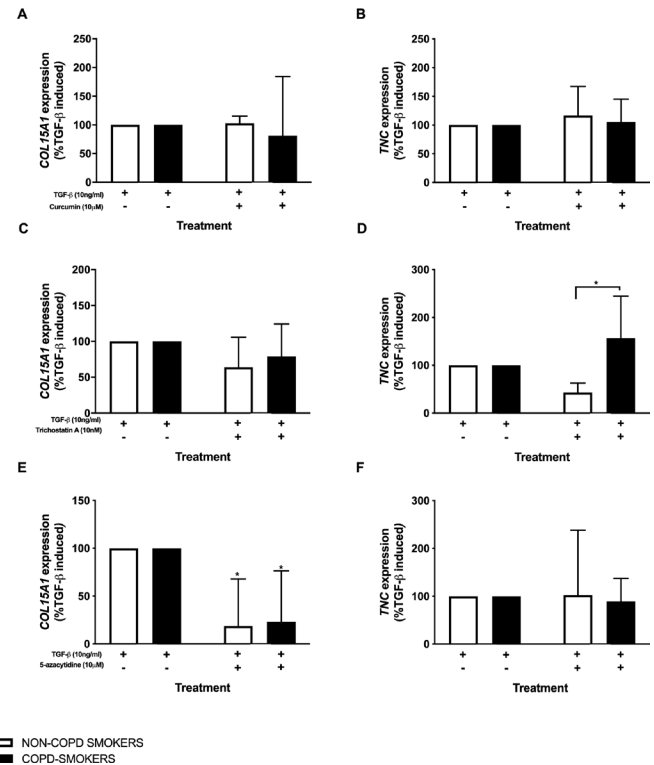 A
COL15A1 expression
(%TGF-β induced)
250
200
150
100
50
0
TGF-β (10ng/ml) + + + +
Curcumin (10μM) - - + +
Treatment
B
TNC expression
(%TGF-β induced)
250
200
150
100
50
0
+ + + +
- - + +
Treatment
C
COL15A1 expression
(%TGF-β induced)
200
150
100
50
0
TGF-β (10ng/ml) + + + +
Trichostatin A (10nM) - - + +
Treatment
D
TNC expression
(%TGF-β induced)
300
200
100
0
*
+ + + +
- - + +
Treatment
E
COL15A1 expression
(%TGF-β induced)
150
100
50
0
* *
TGF-β (10ng/ml) + + + +
5-azacytidine (10μM) - - + +
Treatment
F
TNC expression
(%TGF-β induced)
300
200
100
0
+ + + +
- - + +
Treatment
NON-COPD SMOKERS
COPD-SMOKERS